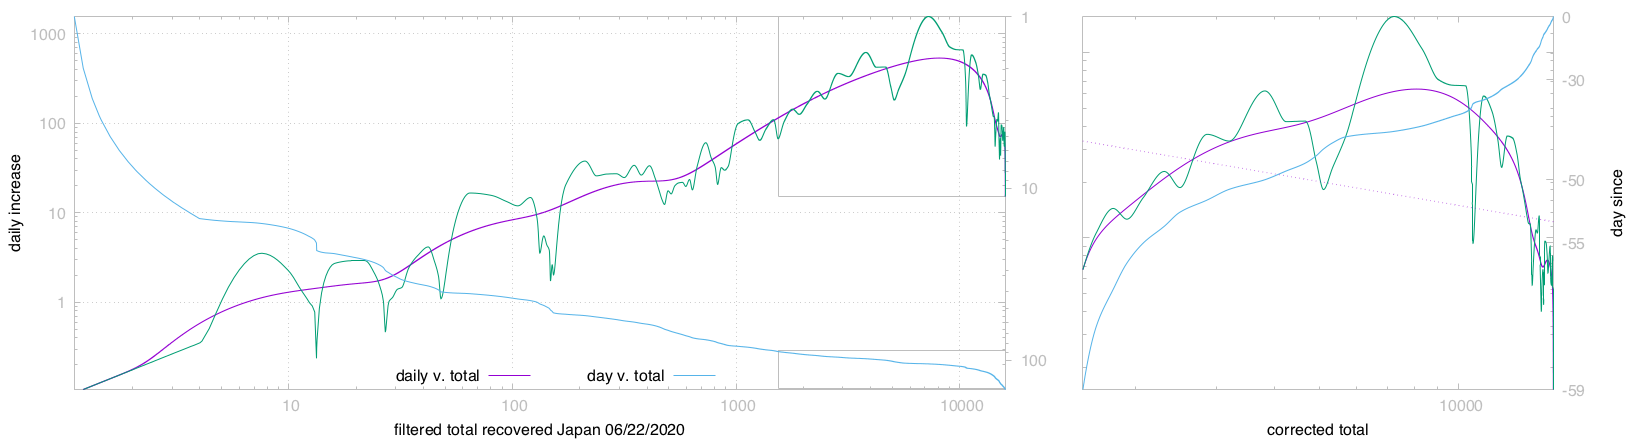 daily increase
1000
100
10
1
10
100
1000
10000
1
10
100
daily v. total
day v. total
filtered total recovered Japan 06/22/2020
0
-30
-50
-55
-59
day since
10000
corrected total